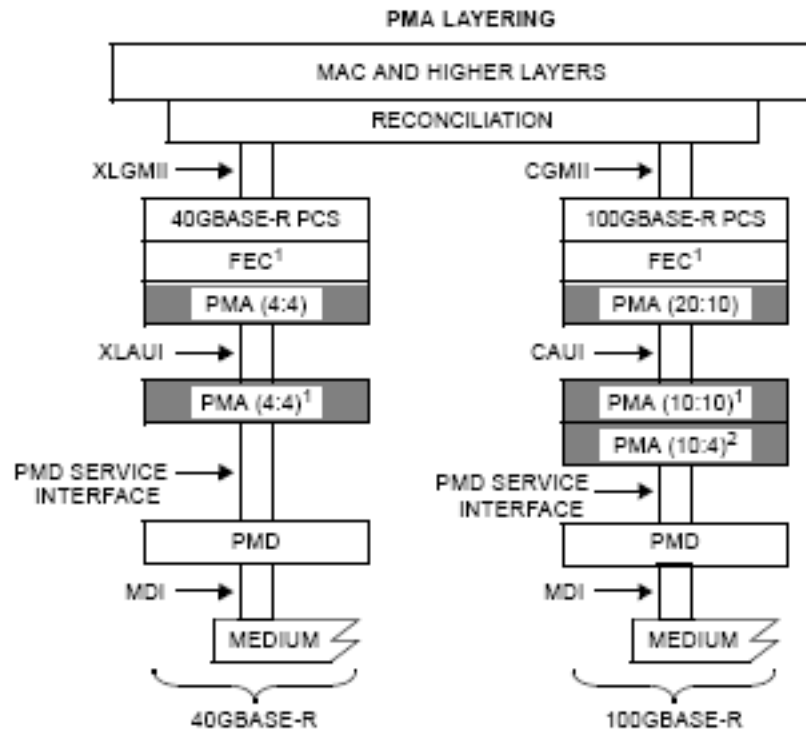 PMA LAYERING
MAC AND HIGHER LAYERS
RECONCILIATION
XLGMII
CGMII
40GBASE-R PCS
100GBASE-R PCS
FEC¹
FEC¹
PMA (4:4)
PMA (20:10)
XLAUI
CAUI
PMA (4:4)¹
PMA (10:10)¹
PMA (10:4)²
PMD SERVICE
INTERFACE
PMD SERVICE
INTERFACE
PMD
PMD
MDI
MDI
MEDIUM
MEDIUM
40GBASE-R
100GBASE-R